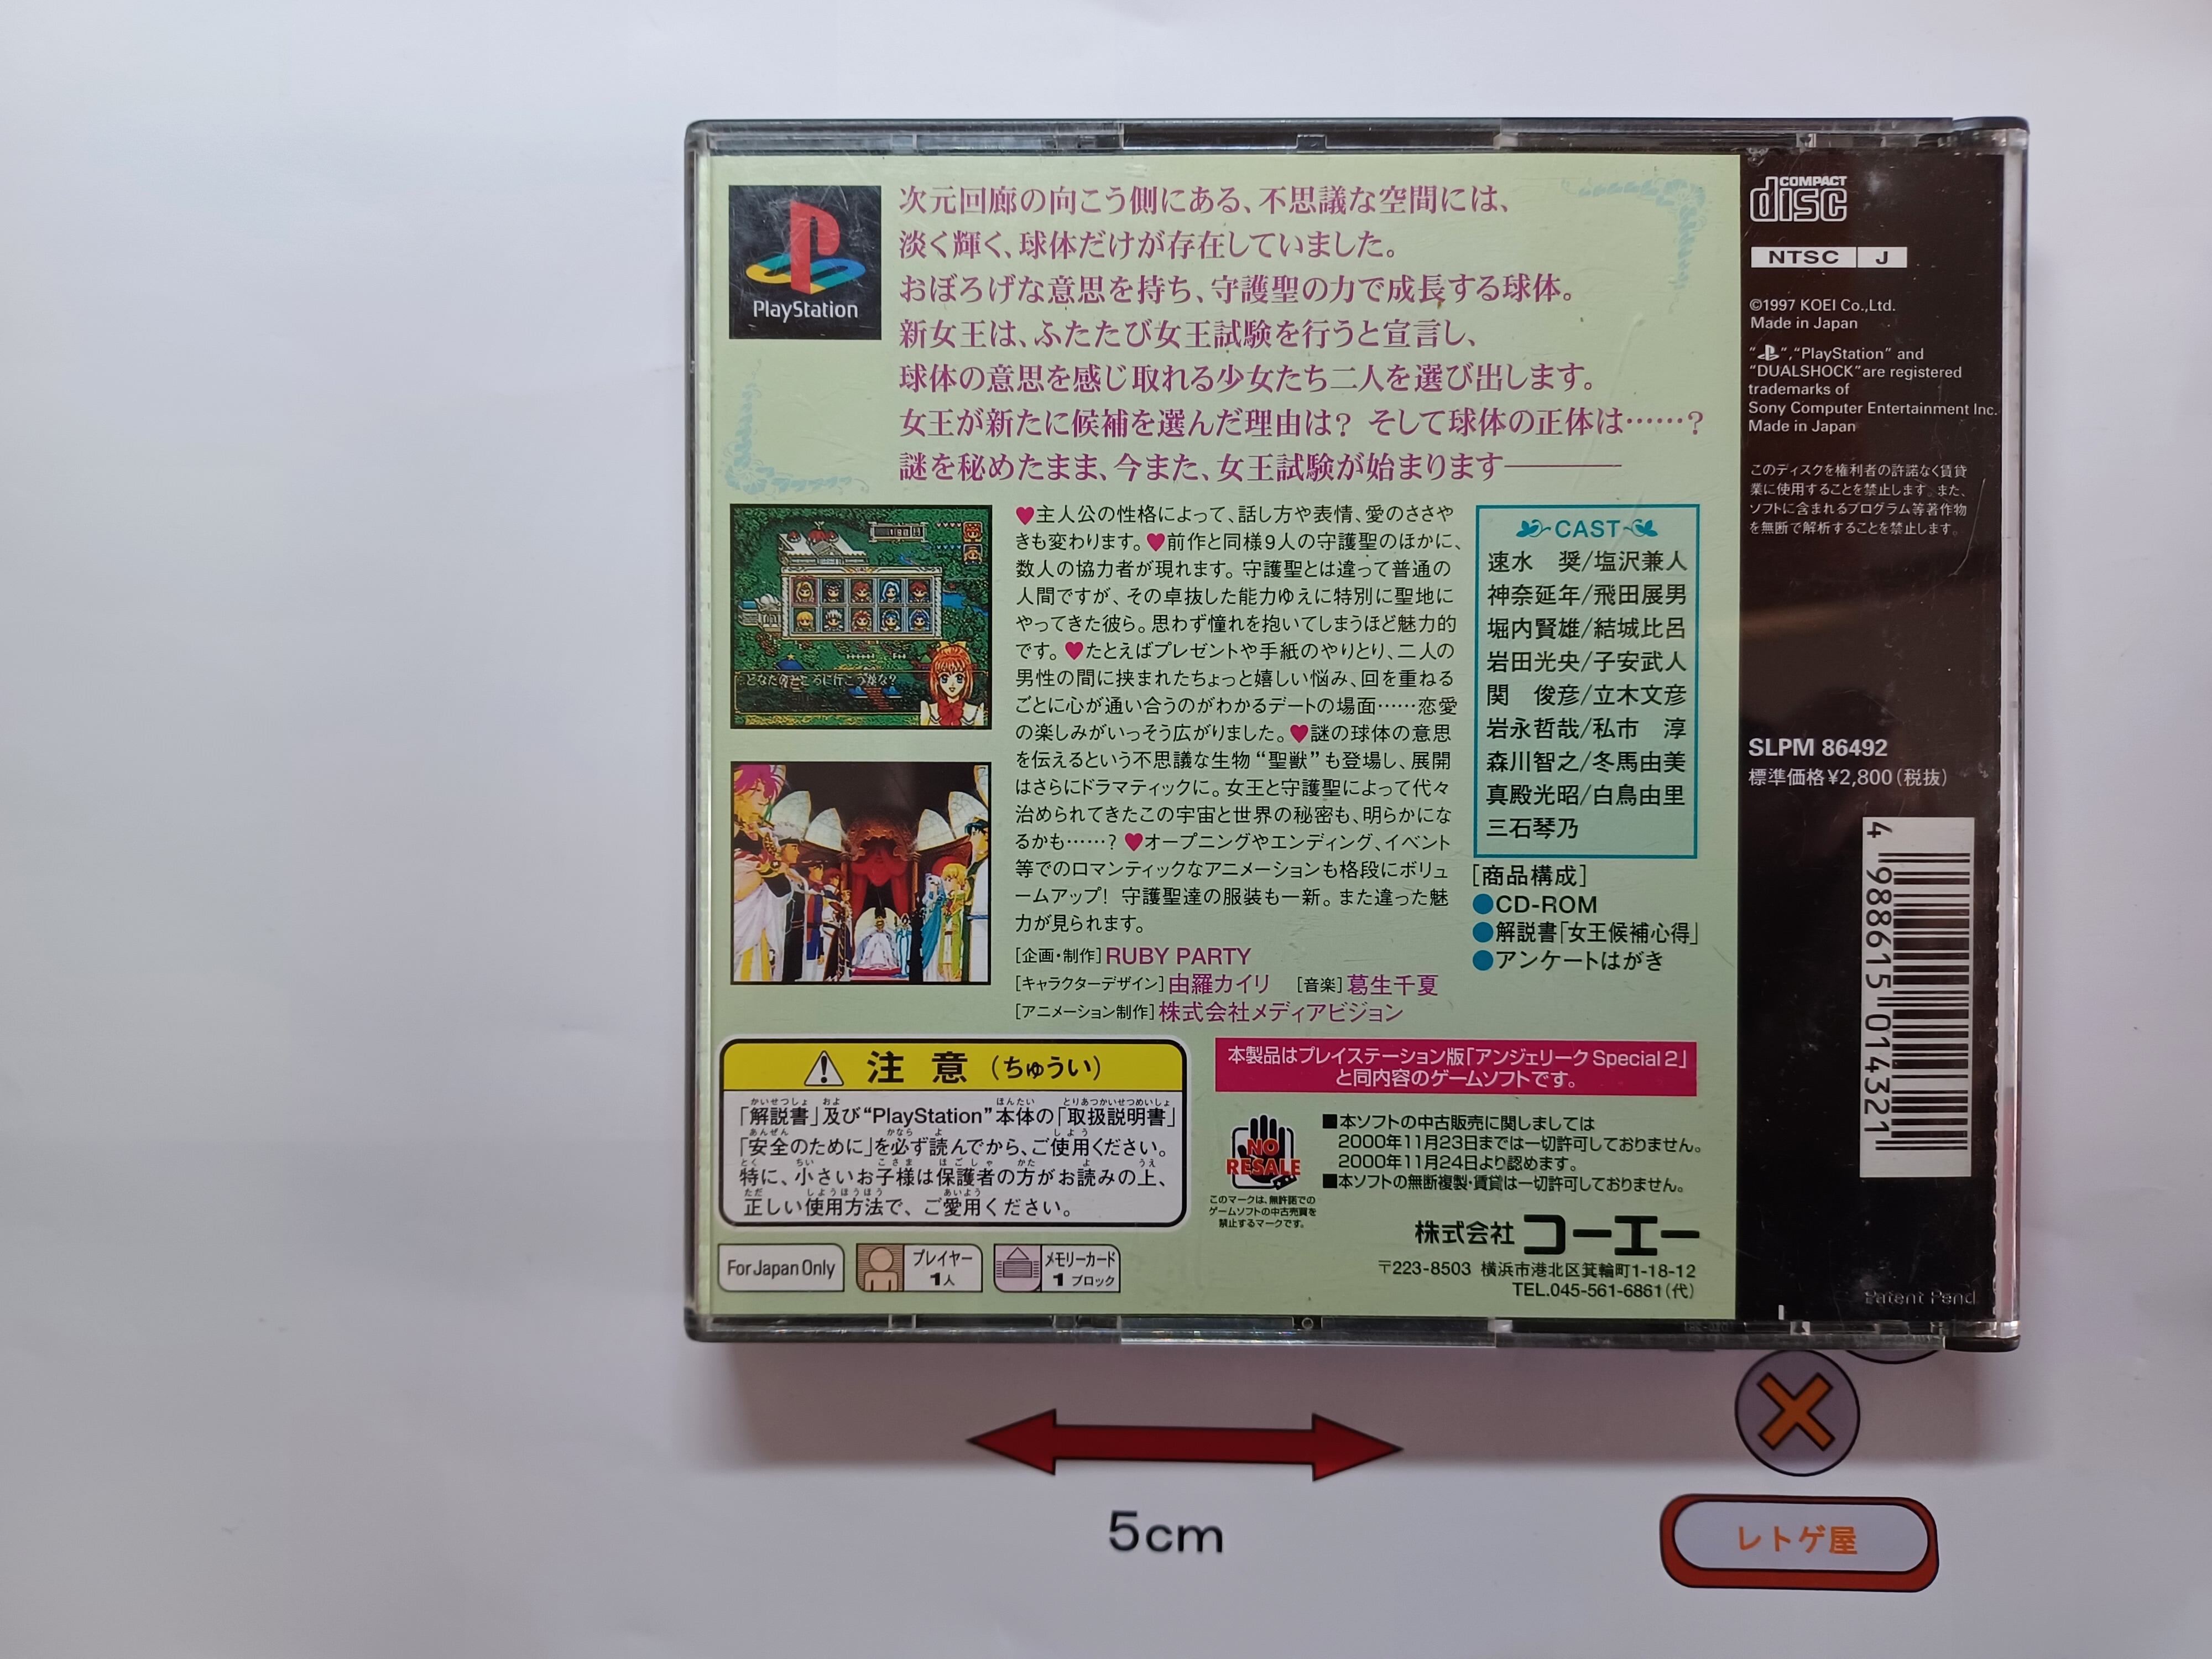 PlayStation
次元回廊の向こう側にある、不思議な空間には、
淡く輝く、球体だけが存在していました。
おぼろげな意思を持ち、守護聖の力で成長する球体。
新女王は、ふたたび女王試験を行うと宣言し、
球体の意思を感じ取れる少女たち二人を選び出します。
女王が新たに候補を選んだ理由は? そして球体の正体は……?
謎を秘めたまま、今また、女王試験が始まります――
どなたのところに行こうかな?
♥主人公の性格によって、話し方や表情、愛のささや
きも変わります。♥前作と同様9人の守護聖のほかに、
数人の協力者が現れます。守護聖とは違って普通の
人間ですが、その卓抜した能力ゆえに特別に聖地に
やってきた彼ら。思わず憧れを抱いてしまうほど魅力的
です。♥たとえばプレゼントや手紙のやりとり、二人の
男性の間に挟まれたちょっと嬉しい悩み、回を重ねる
ごとに心が通い合うのがわかるデートの場面……恋愛
の楽しみがいっそう広がりました。♥謎の球体の意思
を伝えるという不思議な生物“聖獣”も登場し、展開
はさらにドラマティックに。女王と守護聖によって代々
治められてきたこの宇宙と世界の秘密も、明らかにな
るかも……? ♥オープニングやエンディング、イベント
等でのロマンティックなアニメーションも格段にボリュ
ームアップ! 守護聖達の服装も一新。また違った魅
力が見られます。
[企画・制作] RUBY PARTY
[キャラクターデザイン] 由羅カイリ [音楽] 葛生千夏
[アニメーション制作] 株式会社メディアビジョン
CAST
速水 奨/塩沢兼人
神奈延年/飛田展男
堀内賢雄/結城比呂
岩田光央/子安武人
関 俊彦/立木文彦
岩永哲哉/私市 淳
森川智之/冬馬由美
真殿光昭/白鳥由里
三石琴乃
[商品構成]
●CD-ROM
●解説書「女王候補心得」
●アンケートはがき
注 意 (ちゅうい)
「解説書」及び“PlayStation”本体の「取扱説明書」
「安全のために」を必ず読んでから、ご使用ください。
特に、小さいお子様は保護者の方がお読みの上、
正しい使用方法で、ご愛用ください。
For Japan Only
プレイヤー
1人
メモリーカード
1 ブロック
本製品はプレイステーション版「アンジェリーク Special 2」
と同内容のゲームソフトです。
NO
RESALE
このマークは、無許諾での
ゲームソフトの中古売買を
禁止するマークです。
■本ソフトの中古販売に関しましては
2000年11月23日までは一切許可しておりません。
2000年11月24日より認めます。
■本ソフトの無断複製・賃貸は一切許可しておりません。
株式会社 コーエー
〒223-8503 横浜市港北区箕輪町1-18-12
TEL.045-561-6861(代)
COMPACT
disc
NTSC J
©1997 KOEI Co.,Ltd.
Made in Japan
“ ”,“PlayStation” and
“DUALSHOCK”are registered
trademarks of
Sony Computer Entertainment Inc.
Made in Japan
このディスクを権利者の許諾なく賃貸
業に使用することを禁止します。また、
ソフトに含まれるプログラム等著作物
を無断で解析することを禁止します。
SLPM 86492
標準価格¥2,800(税抜)
4 988615 014321
Patent Pend
5cm
レトゲ屋